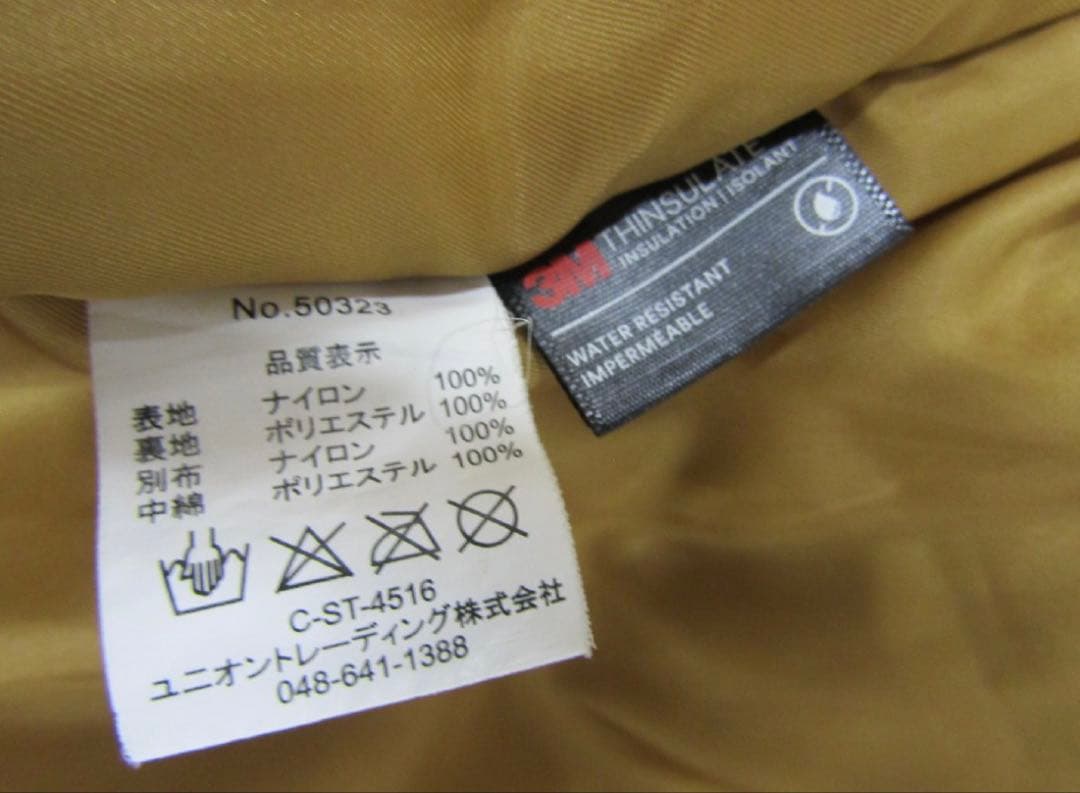 No.50323
品質表示
表地 ナイロン 100%
裏地 ポリエステル 100%
別布 ナイロン 100%
中綿 ポリエステル 100%
C-ST-4516
ユニオントレーディング株式会社
048-641-1388
3M THINSULATE
INSULATION | ISOLANT
WATER RESISTANT
IMPERMÉABLE